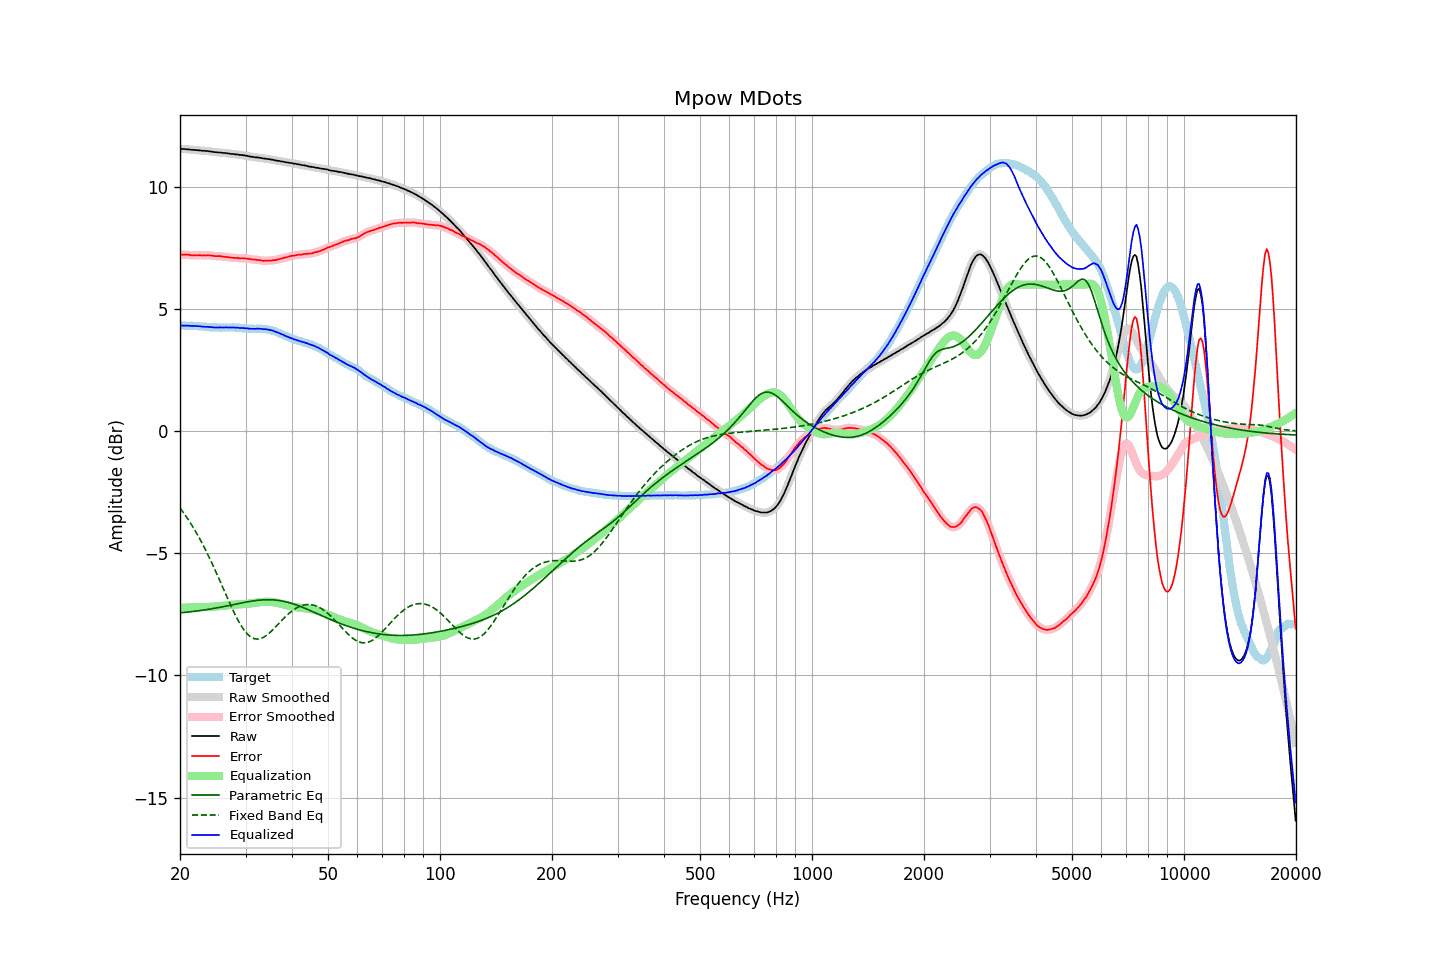 Mpow MDots
Amplitude (dBr)
10
5
0
−5
−10
−15
Target
Raw Smoothed
Error Smoothed
Raw
Error
Equalization
Parametric Eq
Fixed Band Eq
Equalized
20
50
100
200
500
1000
2000
5000
10000
20000
Frequency (Hz)